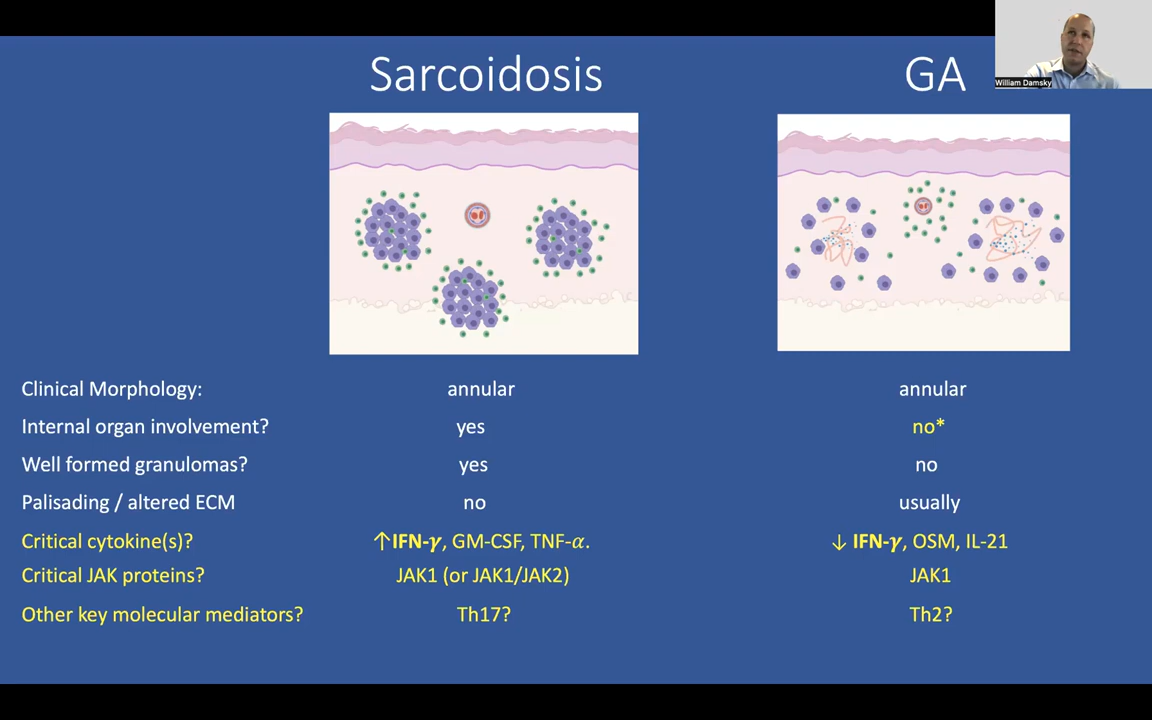 Sarcoidosis GA
William Damsky
Clinical Morphology: annular annular
Internal organ involvement? yes no*
Well formed granulomas? yes no
Palisading / altered ECM no usually
Critical cytokine(s)? ↑IFN-𝛾, GM-CSF, TNF-𝛼. ↓ IFN-𝛾, OSM, IL-21
Critical JAK proteins? JAK1 (or JAK1/JAK2) JAK1
Other key molecular mediators? Th17? Th2?